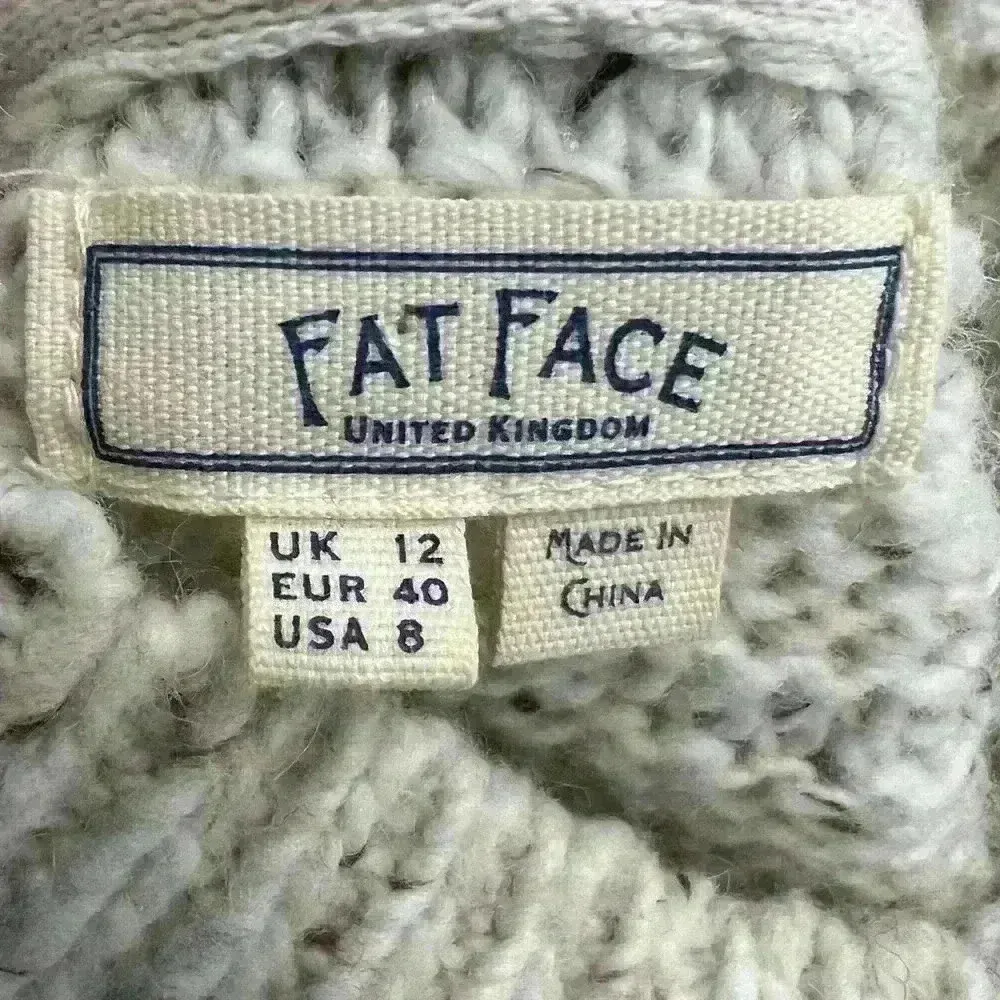 FAT FACE
UNITED KINGDOM
UK 12
EUR 40
USA 8
MADE IN
CHINA